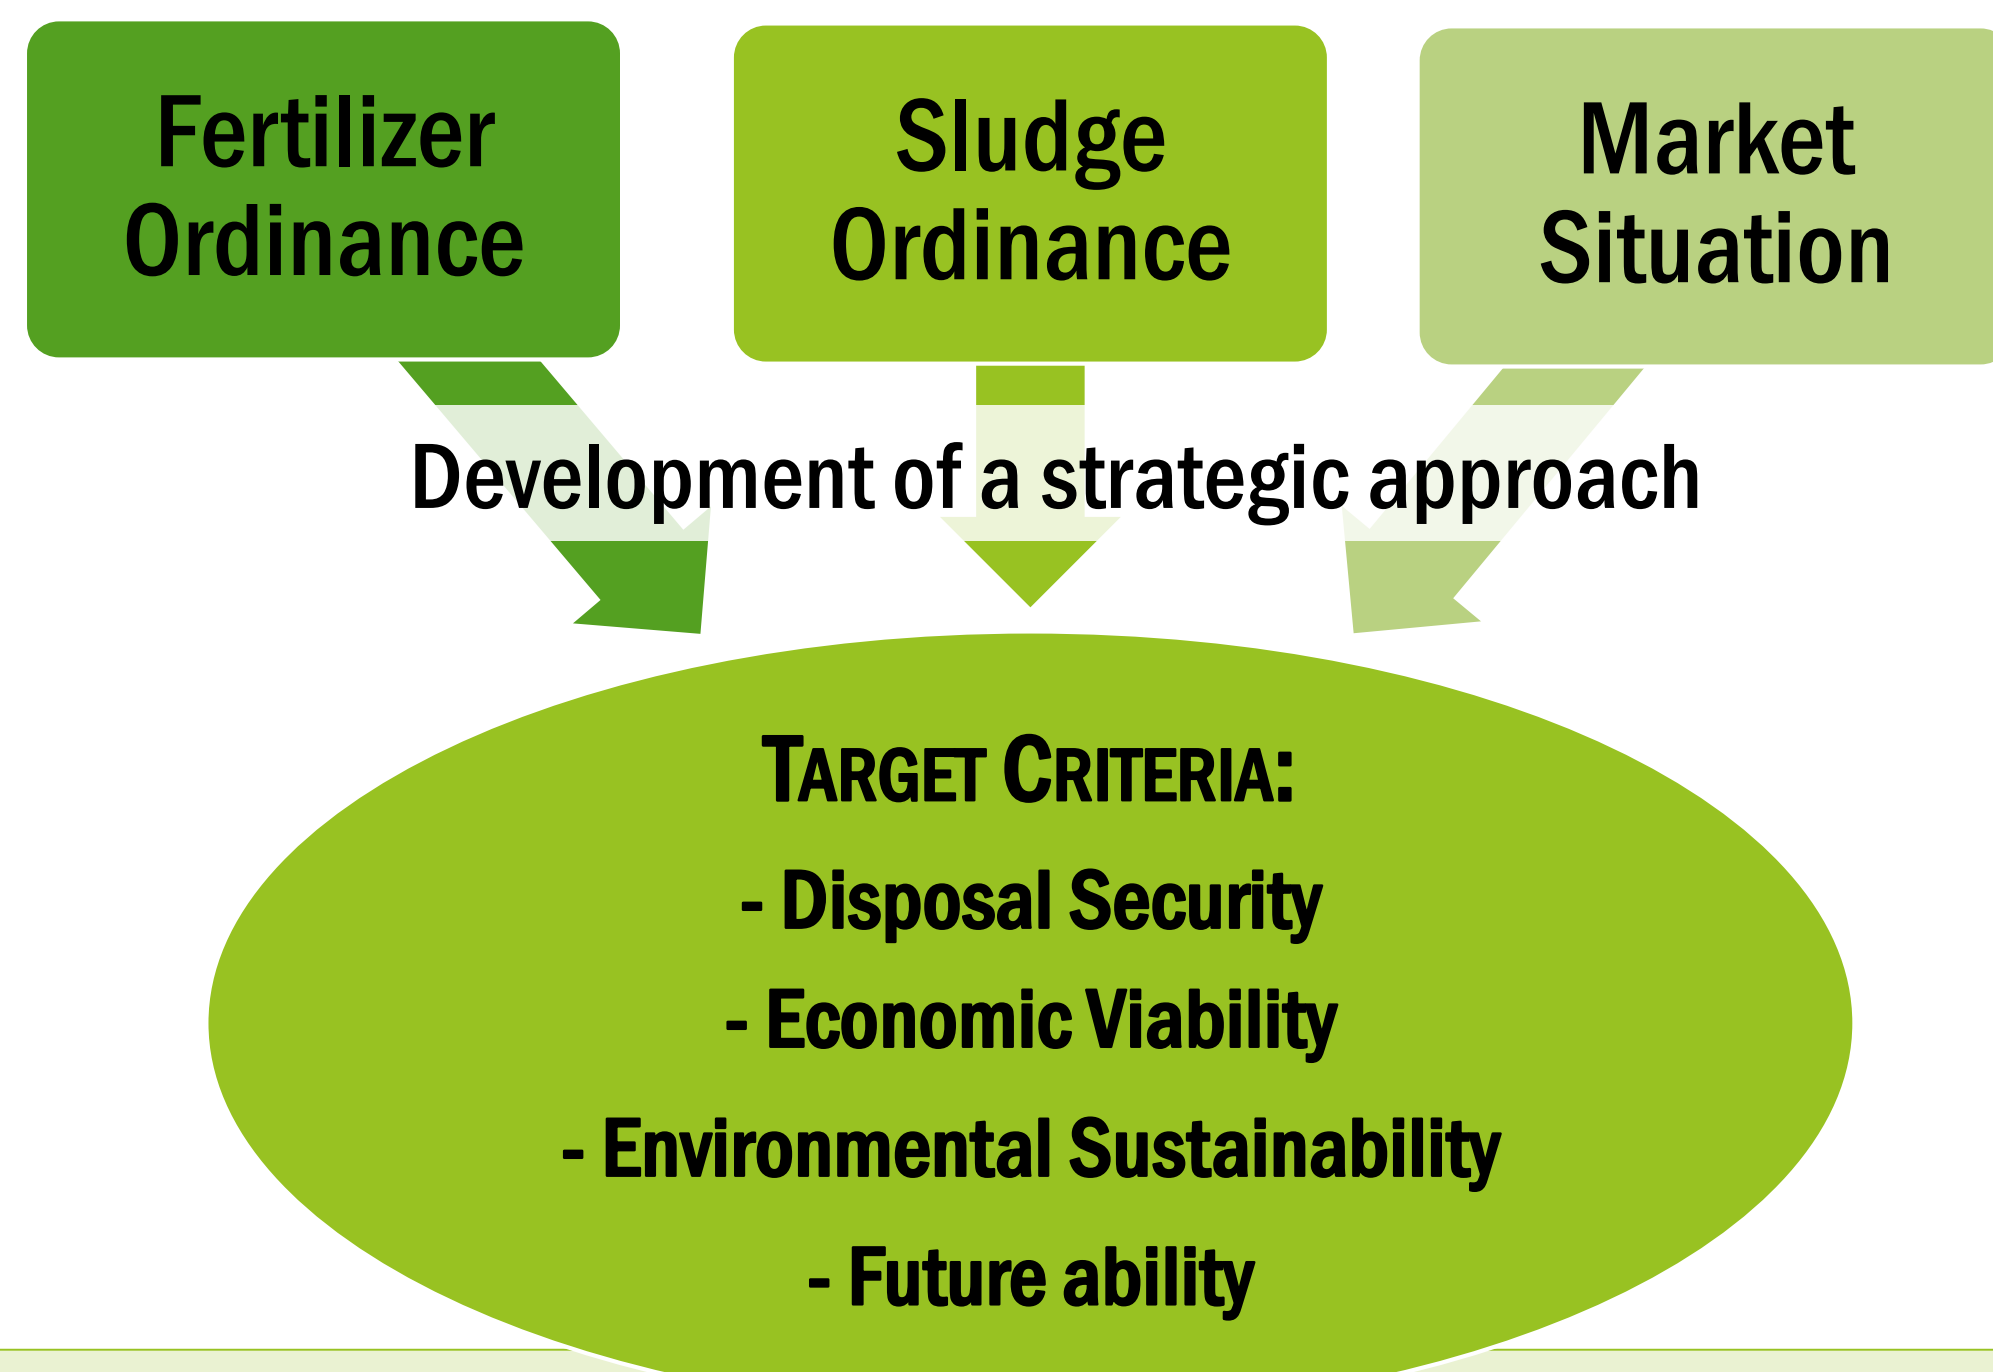 Fertilizer
Ordinance
Sludge
Ordinance
Market
Situation
Development of a strategic approach
TARGET CRITERIA:
- Disposal Security
- Economic Viability
- Environmental Sustainability
- Future ability